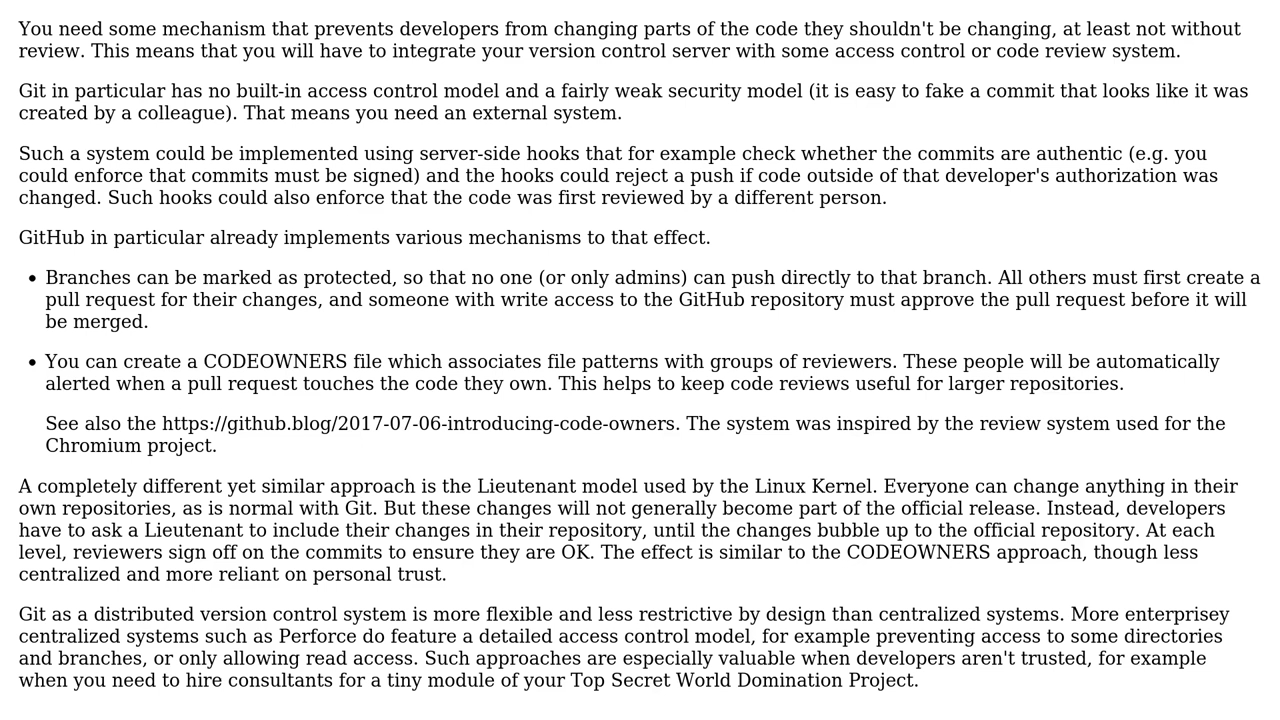 You need some mechanism that prevents developers from changing parts of the code they shouldn't be changing, at least not without
review. This means that you will have to integrate your version control server with some access control or code review system.
Git in particular has no built-in access control model and a fairly weak security model (it is easy to fake a commit that looks like it was
created by a colleague). That means you need an external system.
Such a system could be implemented using server-side hooks that for example check whether the commits are authentic (e.g. you
could enforce that commits must be signed) and the hooks could reject a push if code outside of that developer's authorization was
changed. Such hooks could also enforce that the code was first reviewed by a different person.
GitHub in particular already implements various mechanisms to that effect.
• Branches can be marked as protected, so that no one (or only admins) can push directly to that branch. All others must first create a
pull request for their changes, and someone with write access to the GitHub repository must approve the pull request before it will
be merged.
• You can create a CODEOWNERS file which associates file patterns with groups of reviewers. These people will be automatically
alerted when a pull request touches the code they own. This helps to keep code reviews useful for larger repositories.
See also the https://github.blog/2017-07-06-introducing-code-owners. The system was inspired by the review system used for the
Chromium project.
A completely different yet similar approach is the Lieutenant model used by the Linux Kernel. Everyone can change anything in their
own repositories, as is normal with Git. But these changes will not generally become part of the official release. Instead, developers
have to ask a Lieutenant to include their changes in their repository, until the changes bubble up to the official repository. At each
level, reviewers sign off on the commits to ensure they are OK. The effect is similar to the CODEOWNERS approach, though less
centralized and more reliant on personal trust.
Git as a distributed version control system is more flexible and less restrictive by design than centralized systems. More enterprisey
centralized systems such as Perforce do feature a detailed access control model, for example preventing access to some directories
and branches, or only allowing read access. Such approaches are especially valuable when developers aren't trusted, for example
when you need to hire consultants for a tiny module of your Top Secret World Domination Project.